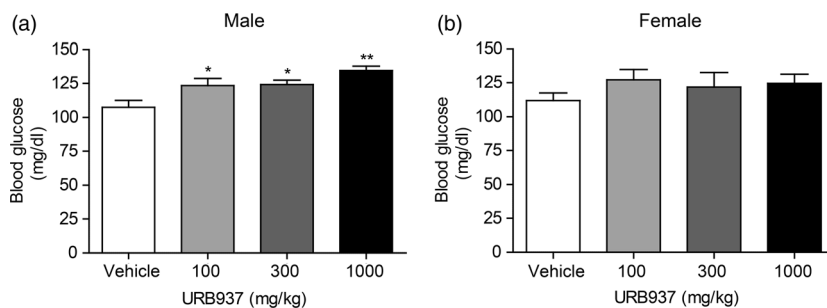 (a)
Male
Blood glucose
(mg/dl)
150
125
100
75
50
25
0
*
*
**
Vehicle 100 300 1000
URB937 (mg/kg)
(b)
Female
Blood glucose
(mg/dl)
150
125
100
75
50
25
0
Vehicle 100 300 1000
URB937 (mg/kg)